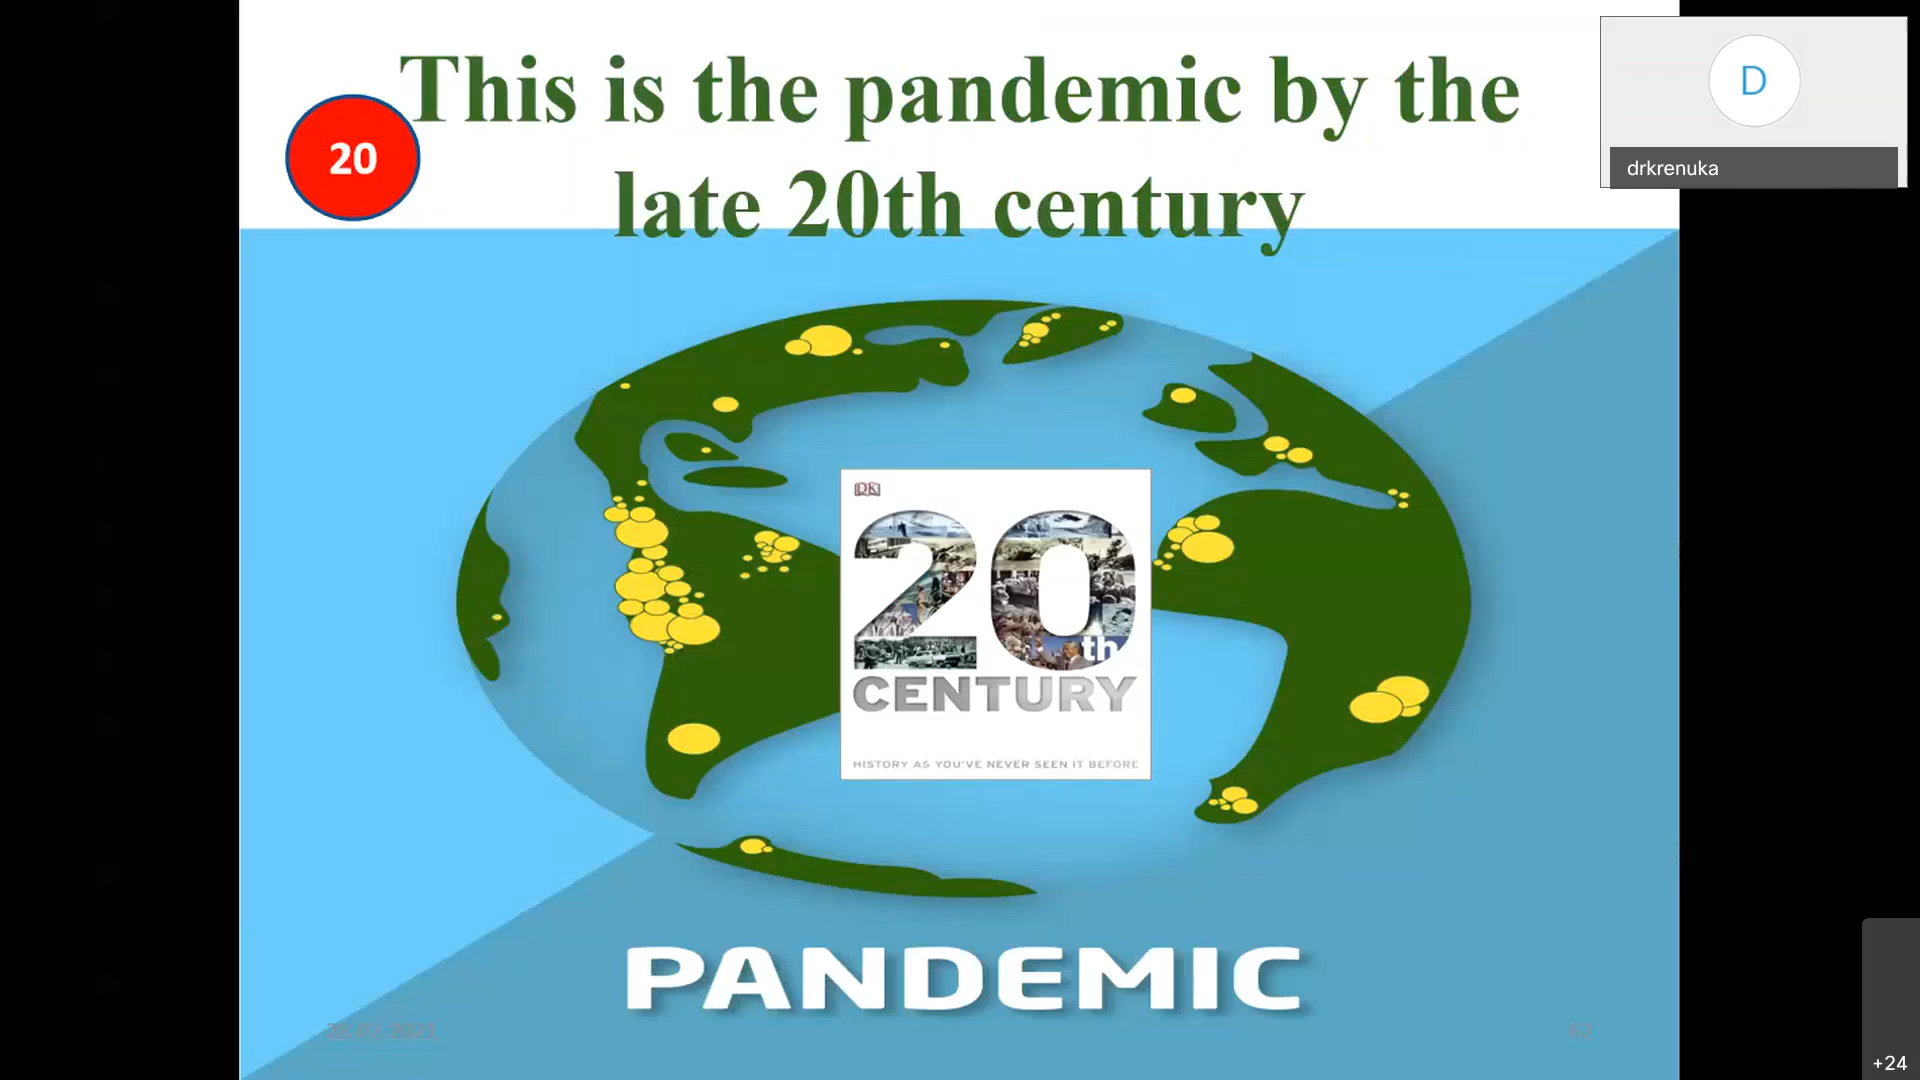 This is the pandemic by the
late 20th century
20
D
drkrenuka
DK
20th
CENTURY
HISTORY AS YOU'VE NEVER SEEN IT BEFORE
PANDEMIC
+24